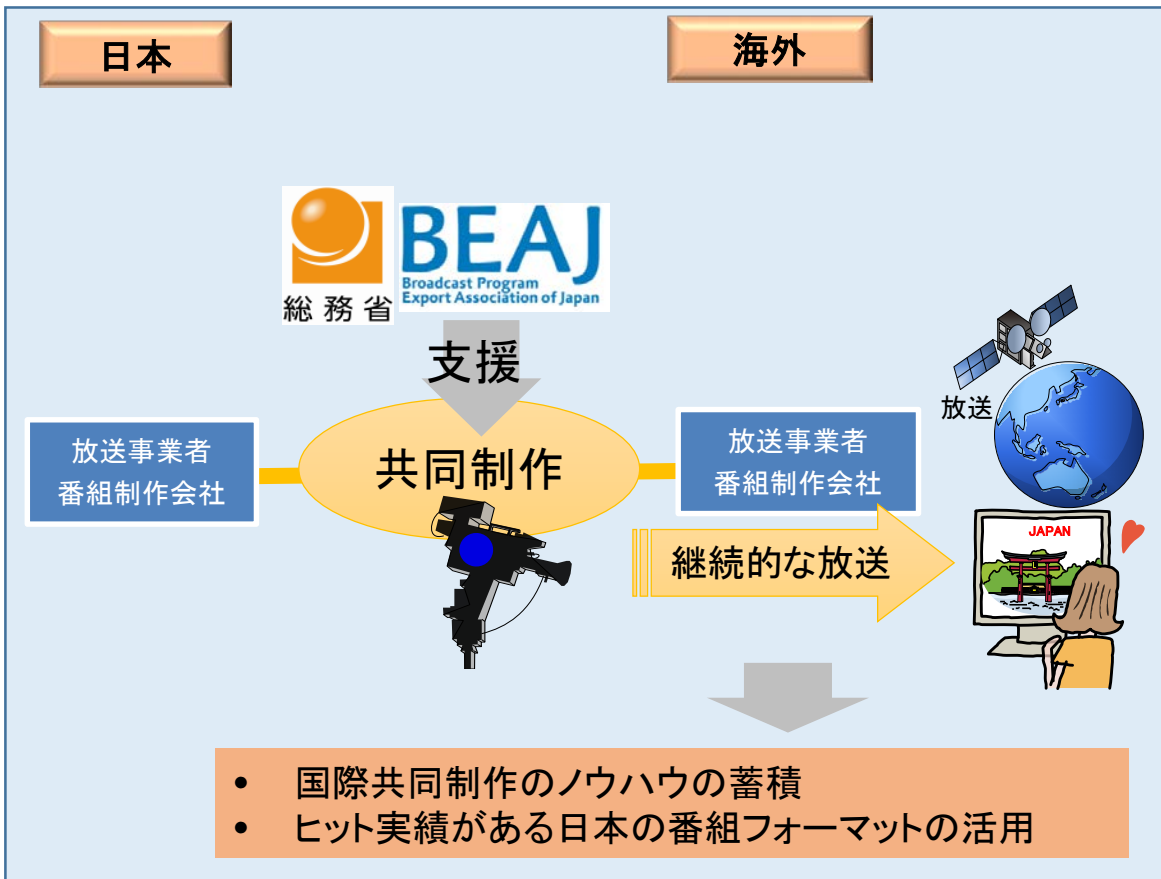 日本
海外
総務省
BEAJ
Broadcast Program
Export Association of Japan
支援
放送
放送事業者
番組制作会社
共同制作
放送事業者
番組制作会社
JAPAN
継続的な放送
• 国際共同制作のノウハウの蓄積
• ヒット実績がある日本の番組フォーマットの活用